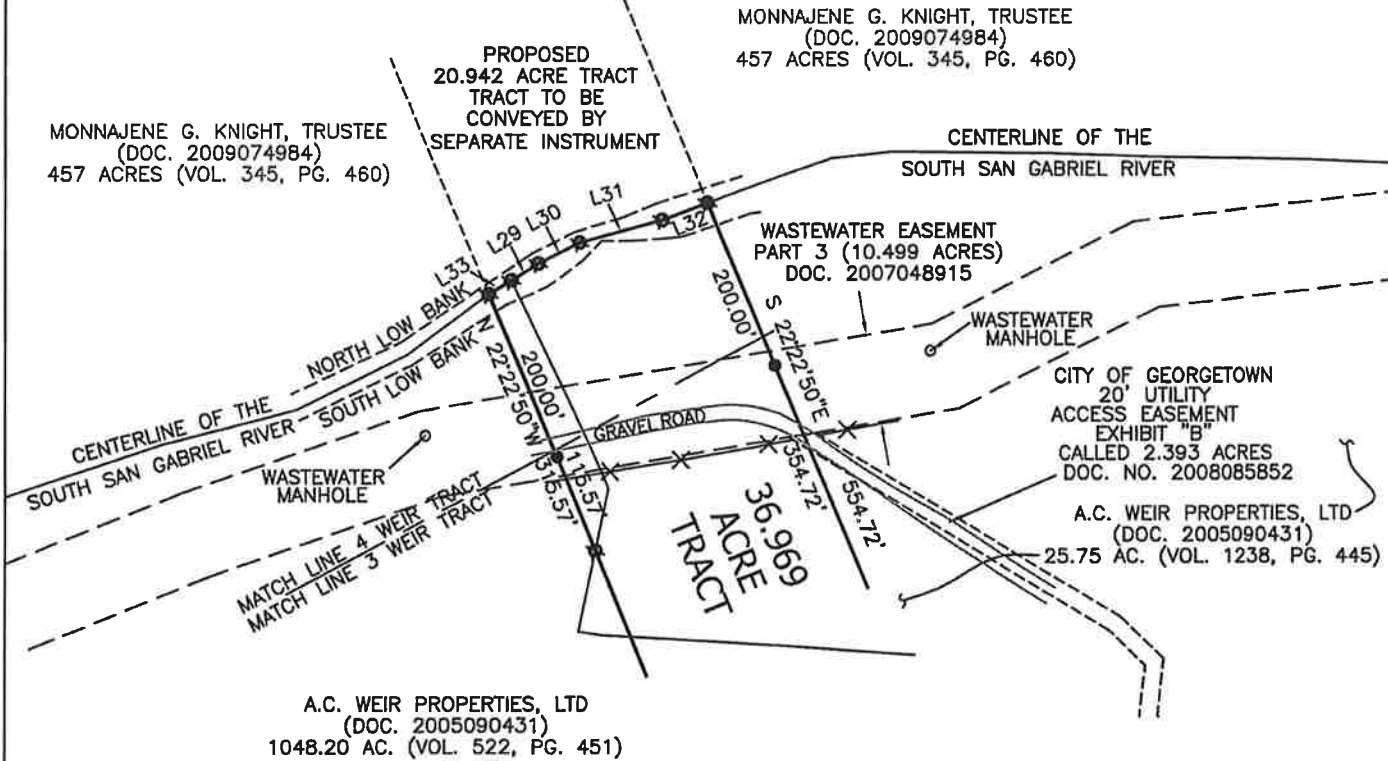 MONNAJENE G. KNIGHT, TRUSTEE
(DOC. 2009074984)
457 ACRES (VOL. 345, PG. 460)
PROPOSED
20.942 ACRE TRACT
TRACT TO BE
CONVEYED BY
SEPARATE INSTRUMENT
MONNAJENE G. KNIGHT, TRUSTEE
(DOC. 2009074984)
457 ACRES (VOL. 345, PG. 460)
CENTERLINE OF THE
SOUTH SAN GABRIEL RIVER
L33
L29
L30
L31
L32
WASTEWATER EASEMENT
PART 3 (10.499 ACRES)
DOC. 2007048915
NORTH LOW BANK
SOUTH LOW BANK
CENTERLINE OF THE
SOUTH SAN GABRIEL RIVER
WASTEWATER
MANHOLE
WASTEWATER
MANHOLE
N 22°22'50"W
200.00'
115.57'
315.57'
200.00'
S 22°22'50"E
354.72'
554.72'
GRAVEL ROAD
MATCH LINE 4 WEIR TRACT
MATCH LINE 3 WEIR TRACT
36.969
ACRE
TRACT
CITY OF GEORGETOWN
20' UTILITY
ACCESS EASEMENT
EXHIBIT "B"
CALLED 2.393 ACRES
DOC. NO. 2008085852
A.C. WEIR PROPERTIES, LTD
(DOC. 2005090431)
25.75 AC. (VOL. 1238, PG. 445)
A.C. WEIR PROPERTIES, LTD
(DOC. 2005090431)
1048.20 AC. (VOL. 522, PG. 451)